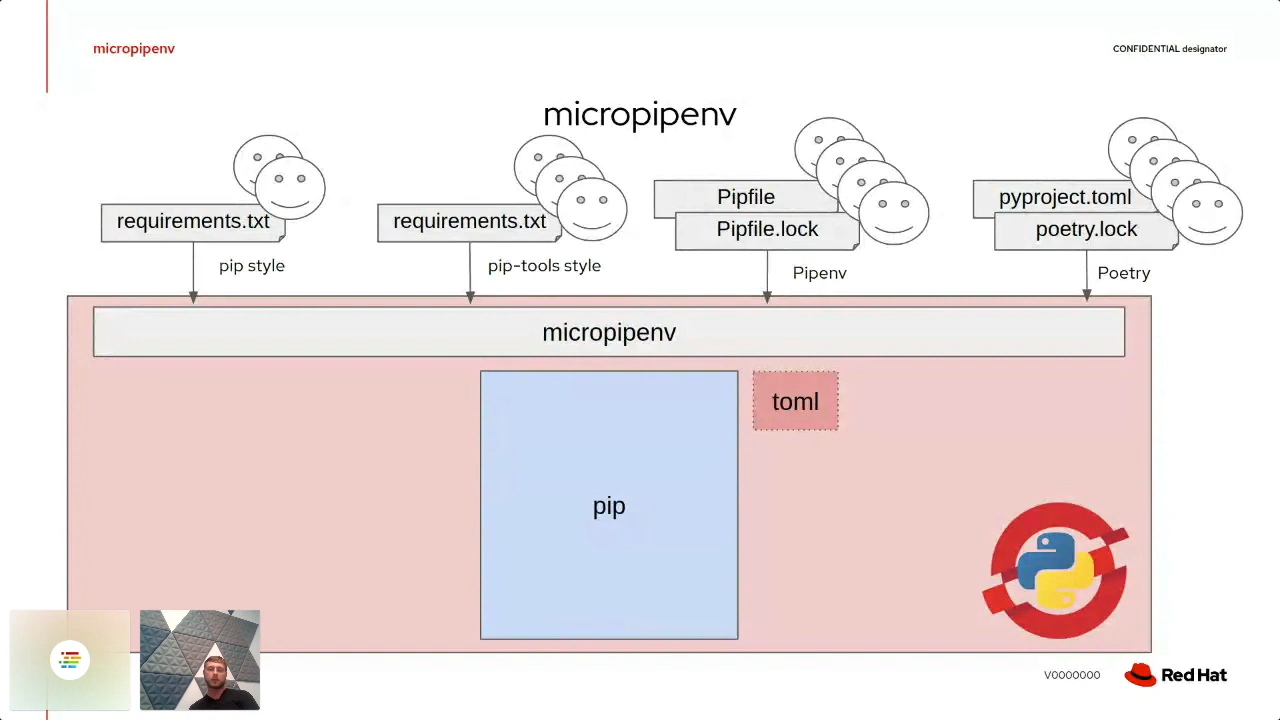 micropipenv
CONFIDENTIAL designator
micropipenv
requirements.txt
requirements.txt
Pipfile
Pipfile.lock
pyproject.toml
poetry.lock
pip style
pip-tools style
Pipenv
Poetry
micropipenv
toml
pip
V0000000
Red Hat